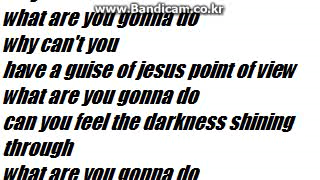 www.Bandicam.co.kr
what are you gonna do
why can't you
have a guise of jesus point of view
what are you gonna do
can you feel the darkness shining
through
what are you gonna do